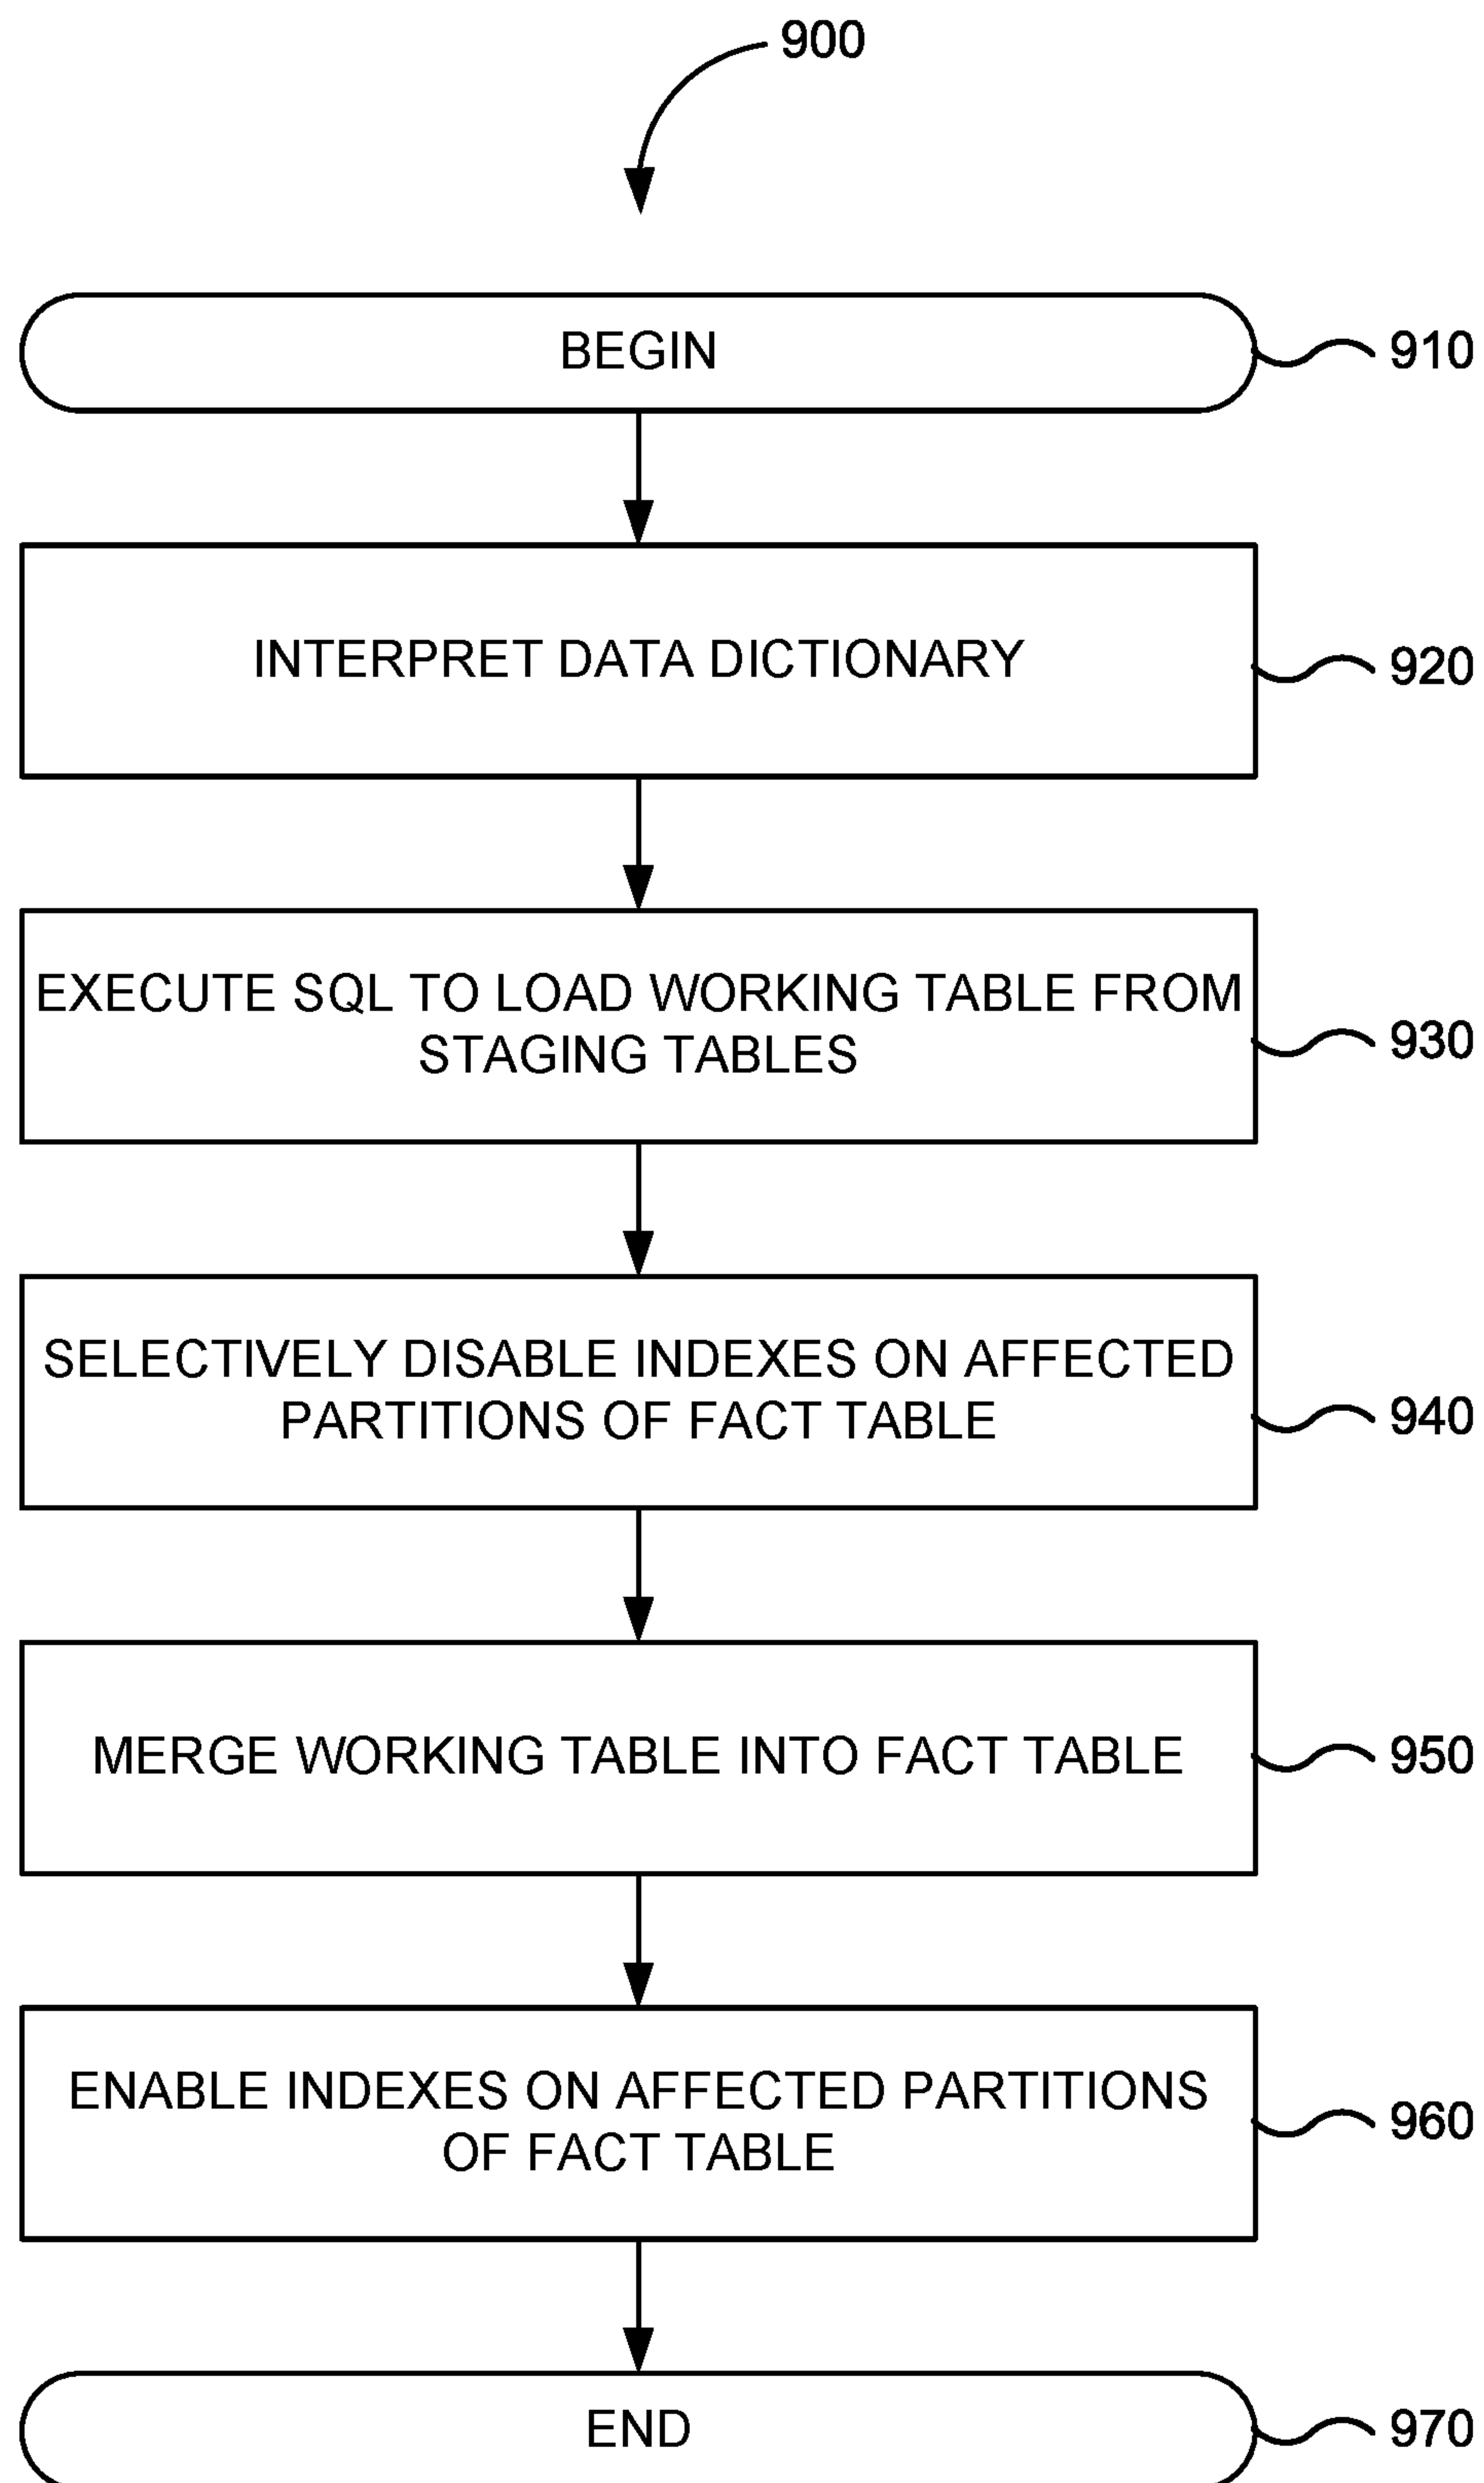 900
BEGIN
910
INTERPRET DATA DICTIONARY
920
EXECUTE SQL TO LOAD WORKING TABLE FROM
STAGING TABLES
930
SELECTIVELY DISABLE INDEXES ON AFFECTED
PARTITIONS OF FACT TABLE
940
MERGE WORKING TABLE INTO FACT TABLE
950
ENABLE INDEXES ON AFFECTED PARTITIONS
OF FACT TABLE
960
END
970